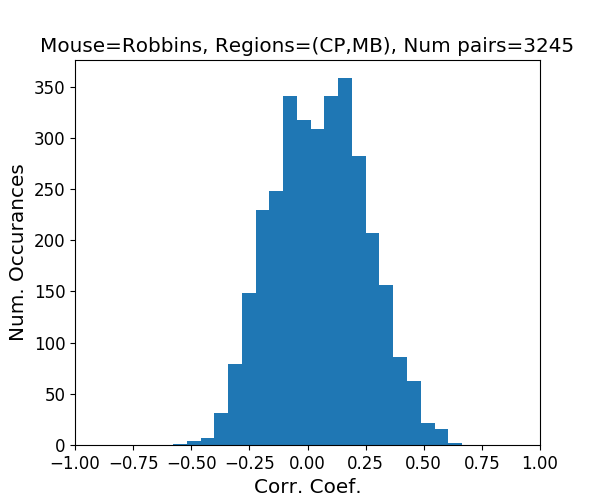 Mouse=Robbins, Regions=(CP,MB), Num pairs=3245
Num. Occurances
350
300
250
200
150
100
50
0
−1.00 −0.75 −0.50 −0.25 0.00 0.25 0.50 0.75 1.00
Corr. Coef.